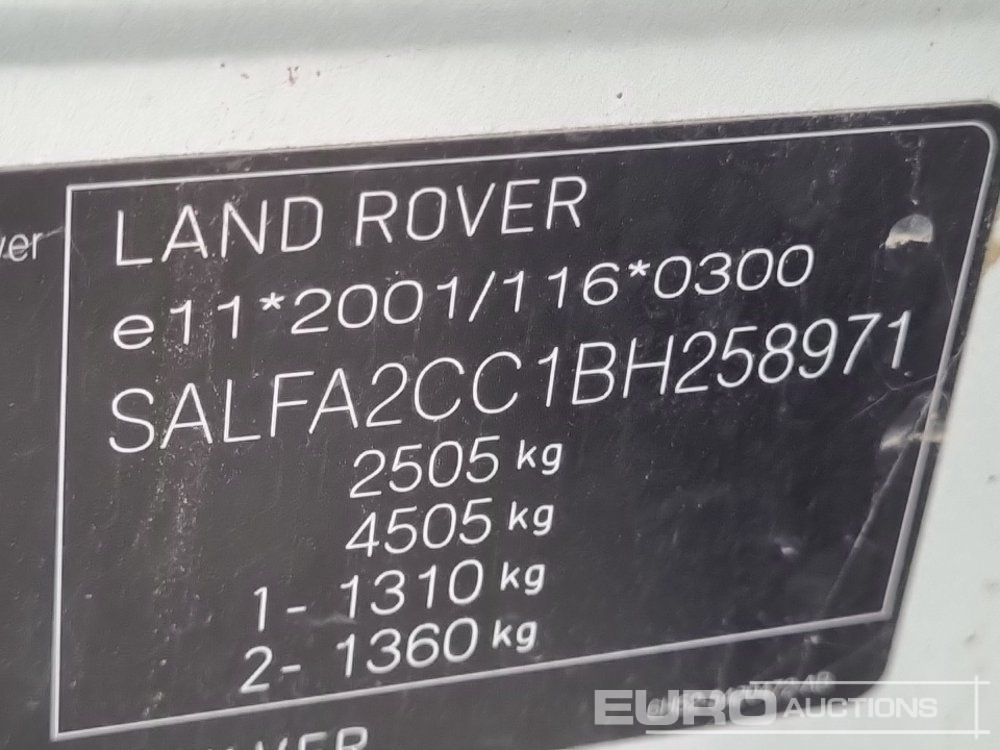 LAND ROVER
e11*2001/116*0300
SALFA2CC1BH258971
2505 kg
4505 kg
1- 1310 kg
2- 1360 kg
EURO AUCTIONS